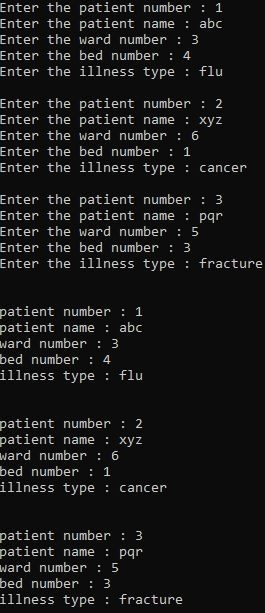 Enter the patient number : 1
Enter the patient name : abc
Enter the ward number : 3
Enter the bed number : 4
Enter the illness type : flu
Enter the patient number : 2
Enter the patient name : xyz
Enter the ward number : 6
Enter the bed number : 1
Enter the illness type : cancer
Enter the patient number : 3
Enter the patient name : pqr
Enter the ward number : 5
Enter the bed number : 3
Enter the illness type : fracture
patient number : 1
patient name : abc
ward number : 3
bed number : 4
illness type : flu
patient number : 2
patient name : xyz
ward number : 6
bed number : 1
illness type : cancer
patient number : 3
patient name : pqr
ward number : 5
bed number : 3
illness type : fracture